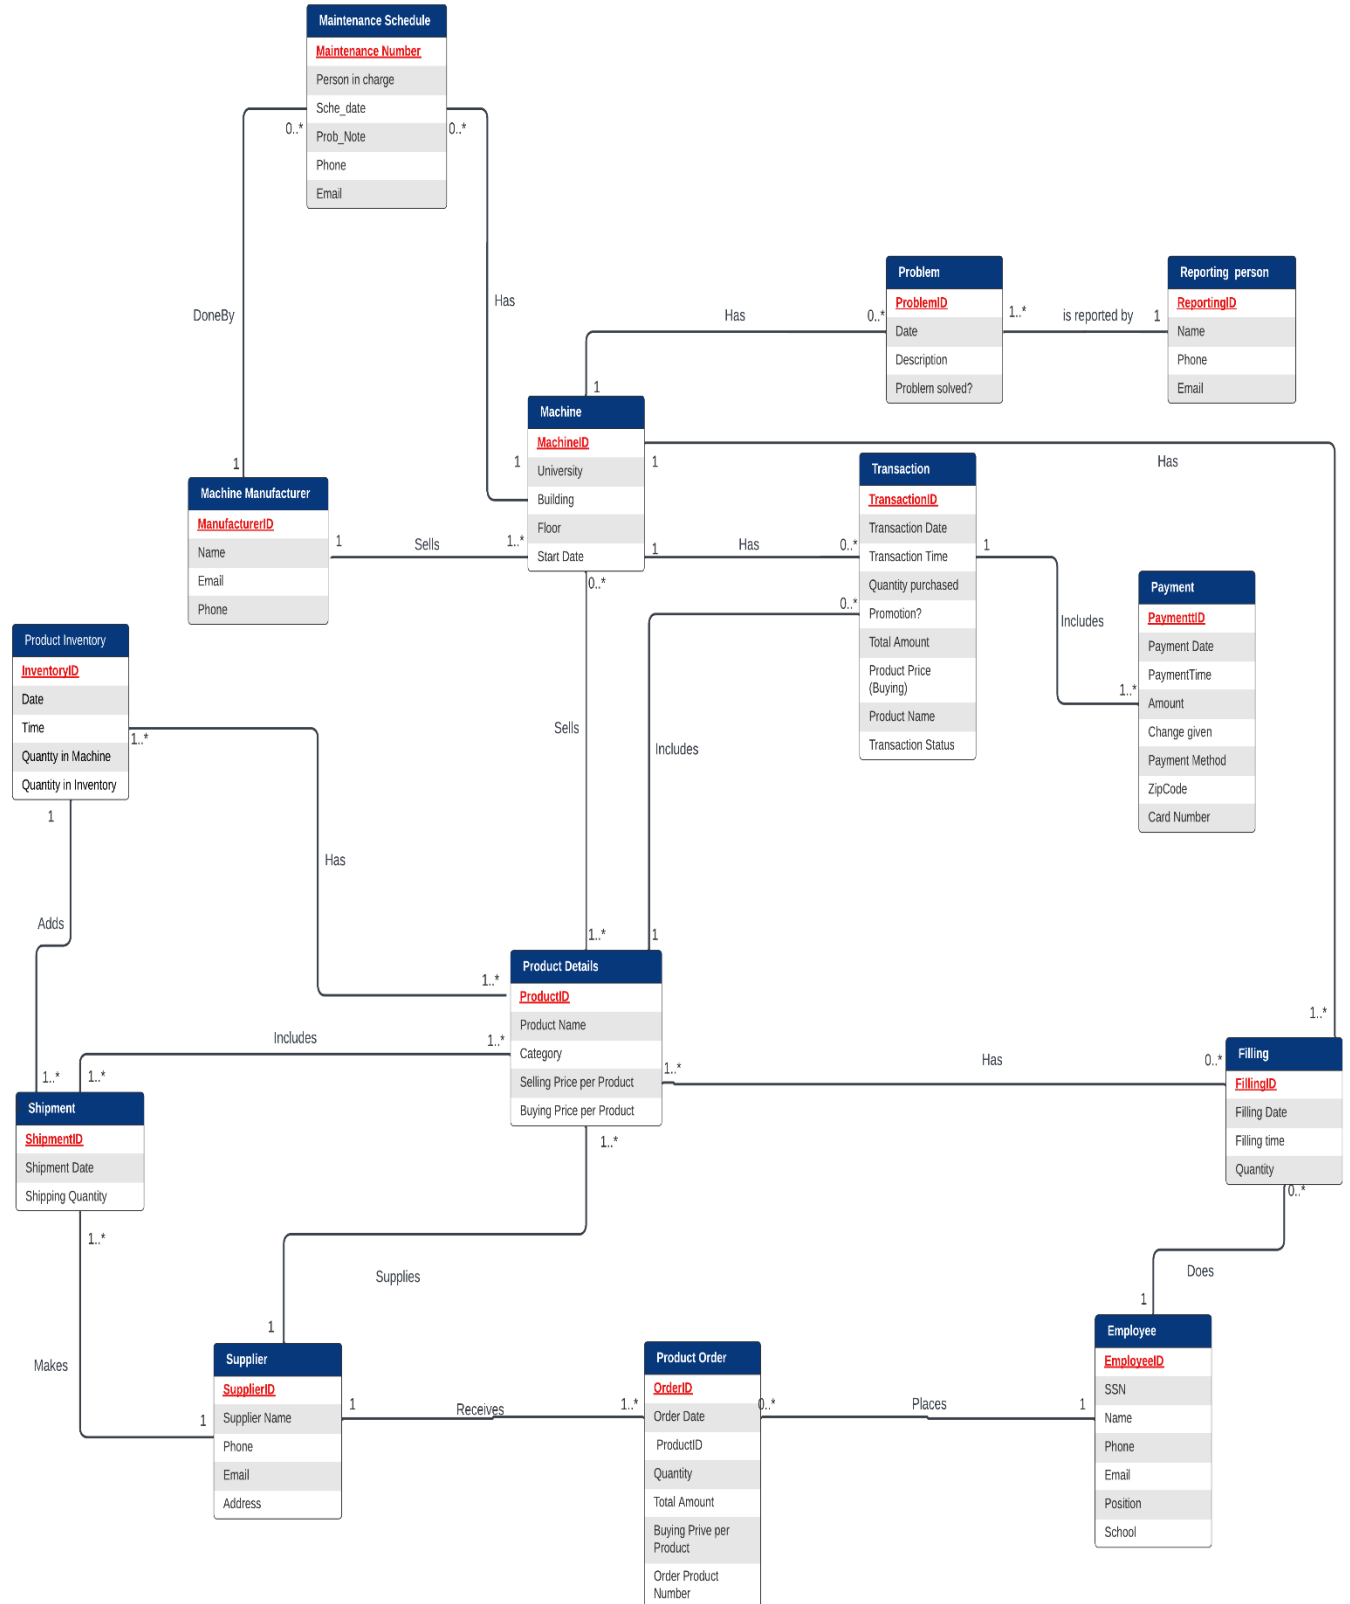 Maintenance Schedule
Maintenance Number
Person in charge
Sche_date
0..*
0..*
Prob_Note
Phone
Email
DoneBy
Has
Problem
ProblemID
Date
Description
Problem solved?
Has
0..*
1..*
is reported by
1
Reporting person
ReportingID
Name
Phone
Email
1
Machine
MachineID
University
Building
Floor
Start Date
1
1
1
Has
1
Machine Manufacturer
ManufacturerID
Name
Email
Phone
1
Sells
1..*
1
Has
0..*
0..*
0..*
Transaction
TransactionID
Transaction Date
Transaction Time
Quantity purchased
Promotion?
Total Amount
Product Price
(Buying)
Product Name
Transaction Status
1
Includes
1..*
Payment
PaymenttID
Payment Date
PaymentTime
Amount
Change given
Payment Method
ZipCode
Card Number
Product Inventory
InventoryID
Date
Time
Quantty in Machine
Quantity in Inventory
1..*
1
Sells
Includes
Has
Adds
1..*
1
1..*
Product Details
ProductID
Product Name
Category
Selling Price per Product
Buying Price per Product
Includes
1..*
1..*
1..*
1..*
Has
0..*
1..*
Filling
FillingID
Filling Date
Filling time
Quantity
0..*
Shipment
ShipmentID
Shipment Date
Shipping Quantity
1..*
1..*
Supplies
Does
1
1
Makes
1
Supplier
SupplierID
Supplier Name
Phone
Email
Address
1
Receives
1..*
Product Order
OrderID
Order Date
ProductID
Quantity
Total Amount
Buying Prive per
Product
Order Product
Number
0..*
Places
1
Employee
EmployeeID
SSN
Name
Phone
Email
Position
School